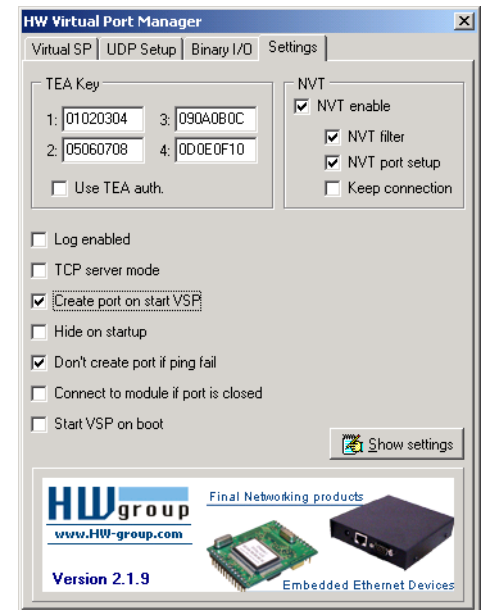 HW Virtual Port Manager
Virtual SP UDP Setup Binary I/O Settings
TEA Key
1: 01020304 3: 090A0B0C
2: 05060708 4: 0D0E0F10
Use TEA auth.
NVT
NVT enable
NVT filter
NVT port setup
Keep connection
Log enabled
TCP server mode
Create port on start VSP
Hide on startup
Don't create port if ping fail
Connect to module if port is closed
Start VSP on boot
Show settings
HWgroup
www.HW-group.com
Version 2.1.9
Final Networking products
Embedded Ethernet Devices